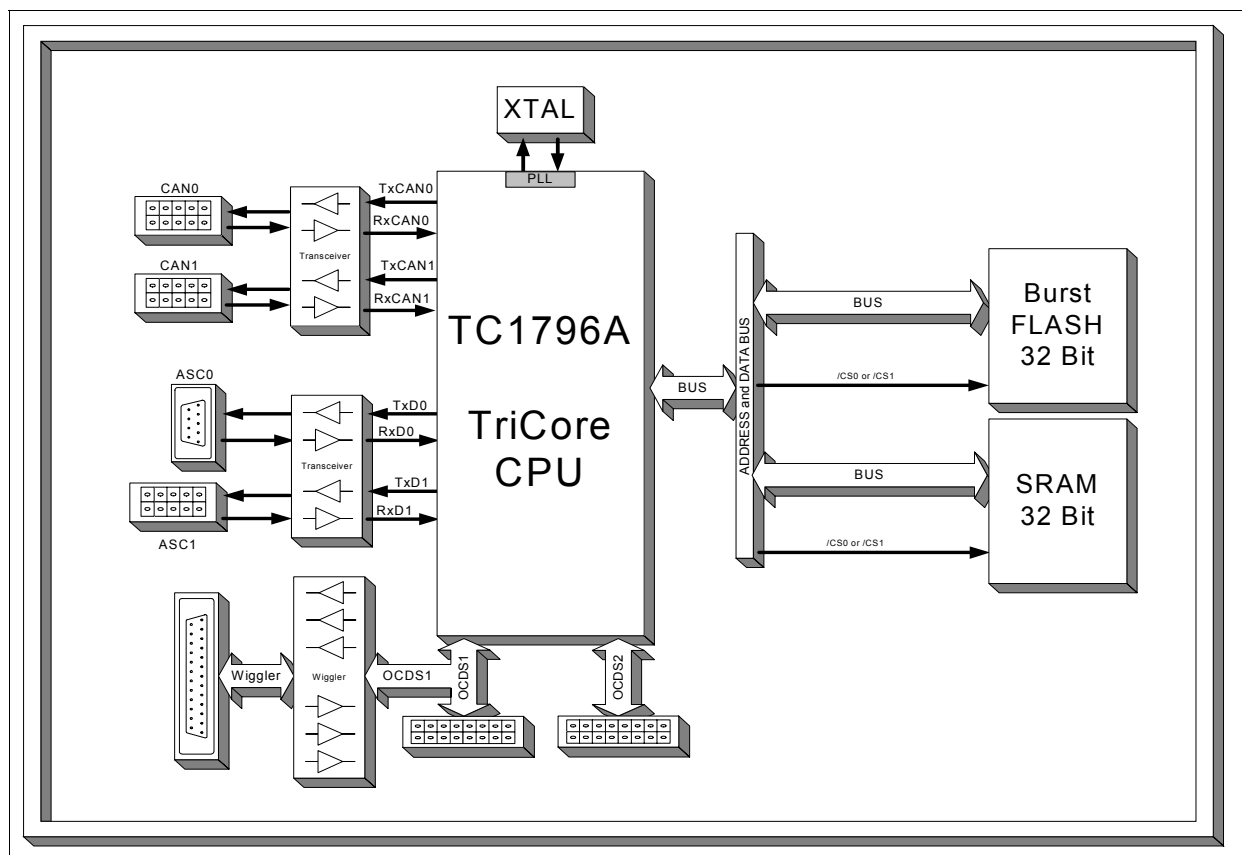 XTAL
PLL
CAN0
TxCAN0
RxCAN0
Transceiver
CAN1
TxCAN1
RxCAN1
TC1796A
TriCore
CPU
ASC0
TxD0
RxD0
Transceiver
TxD1
RxD1
ASC1
BUS
ADDRESS and DATA BUS
BUS
/CS0 or /CS1
Burst
FLASH
32 Bit
BUS
/CS0 or /CS1
SRAM
32 Bit
Wiggler
Wiggler
OCDS1
OCDS1
OCDS2